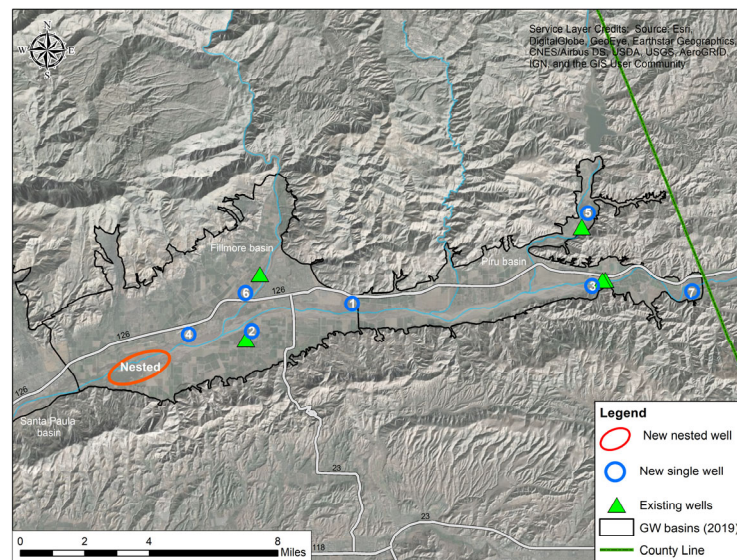 Service Layer Credits: Source: Esri,
DigitalGlobe, GeoEye, Earthstar Geographics,
CNES/Airbus DS, USDA, USGS, AeroGRID,
IGN, and the GIS User Community
N
W E
S
5
Fillmore basin
Piru basin
6
126
1
3
7
126
4
2
Nested
126
Santa Paula
basin
23
23
118
0 2 4 8
Miles
Legend
New nested well
New single well
Existing wells
GW basins (2019)
County Line